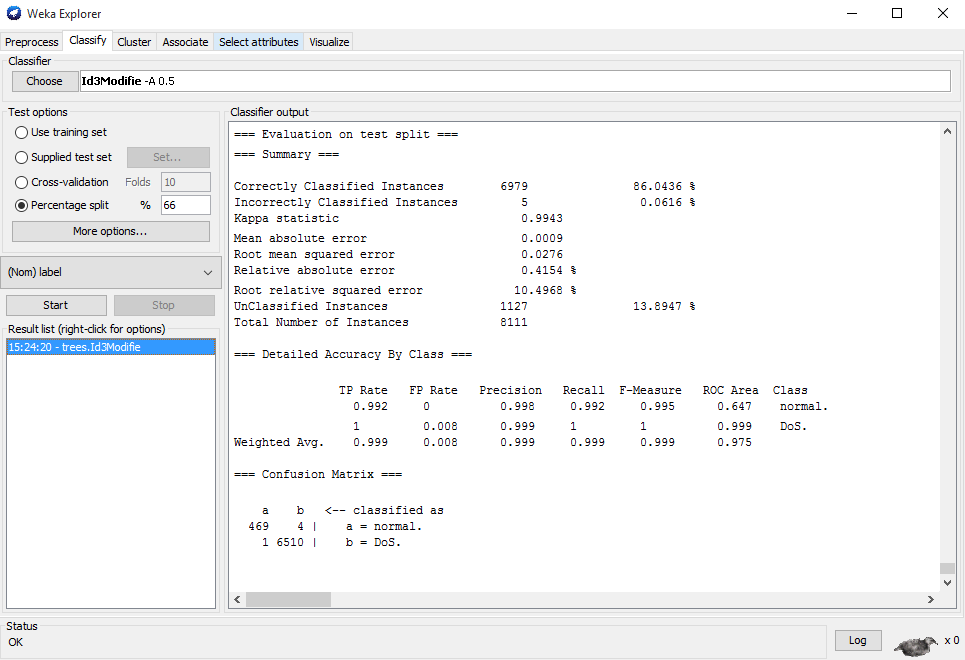 Weka Explorer
Preprocess Classify Cluster Associate Select attributes Visualize
Classifier
Choose Id3Modifie -A 0.5
Test options
Use training set
Supplied test set Set...
Cross-validation Folds 10
Percentage split % 66
More options...
(Nom) label
Start Stop
Result list (right-click for options)
15:24:20 - trees.Id3Modifie
Classifier output
=== Evaluation on test split ===
=== Summary ===
Correctly Classified Instances 6979 86.0436 %
Incorrectly Classified Instances 5 0.0616 %
Kappa statistic 0.9943
Mean absolute error 0.0009
Root mean squared error 0.0276
Relative absolute error 0.4154 %
Root relative squared error 10.4968 %
UnClassified Instances 1127 13.8947 %
Total Number of Instances 8111
=== Detailed Accuracy By Class ===
TP Rate FP Rate Precision Recall F-Measure ROC Area Class
0.992 0 0.998 0.992 0.995 0.647 normal.
1 0.008 0.999 1 1 0.999 DoS.
Weighted Avg. 0.999 0.008 0.999 0.999 0.999 0.975
=== Confusion Matrix ===
a b <-- classified as
469 4 | a = normal.
1 6510 | b = DoS.
Status
OK
Log x 0